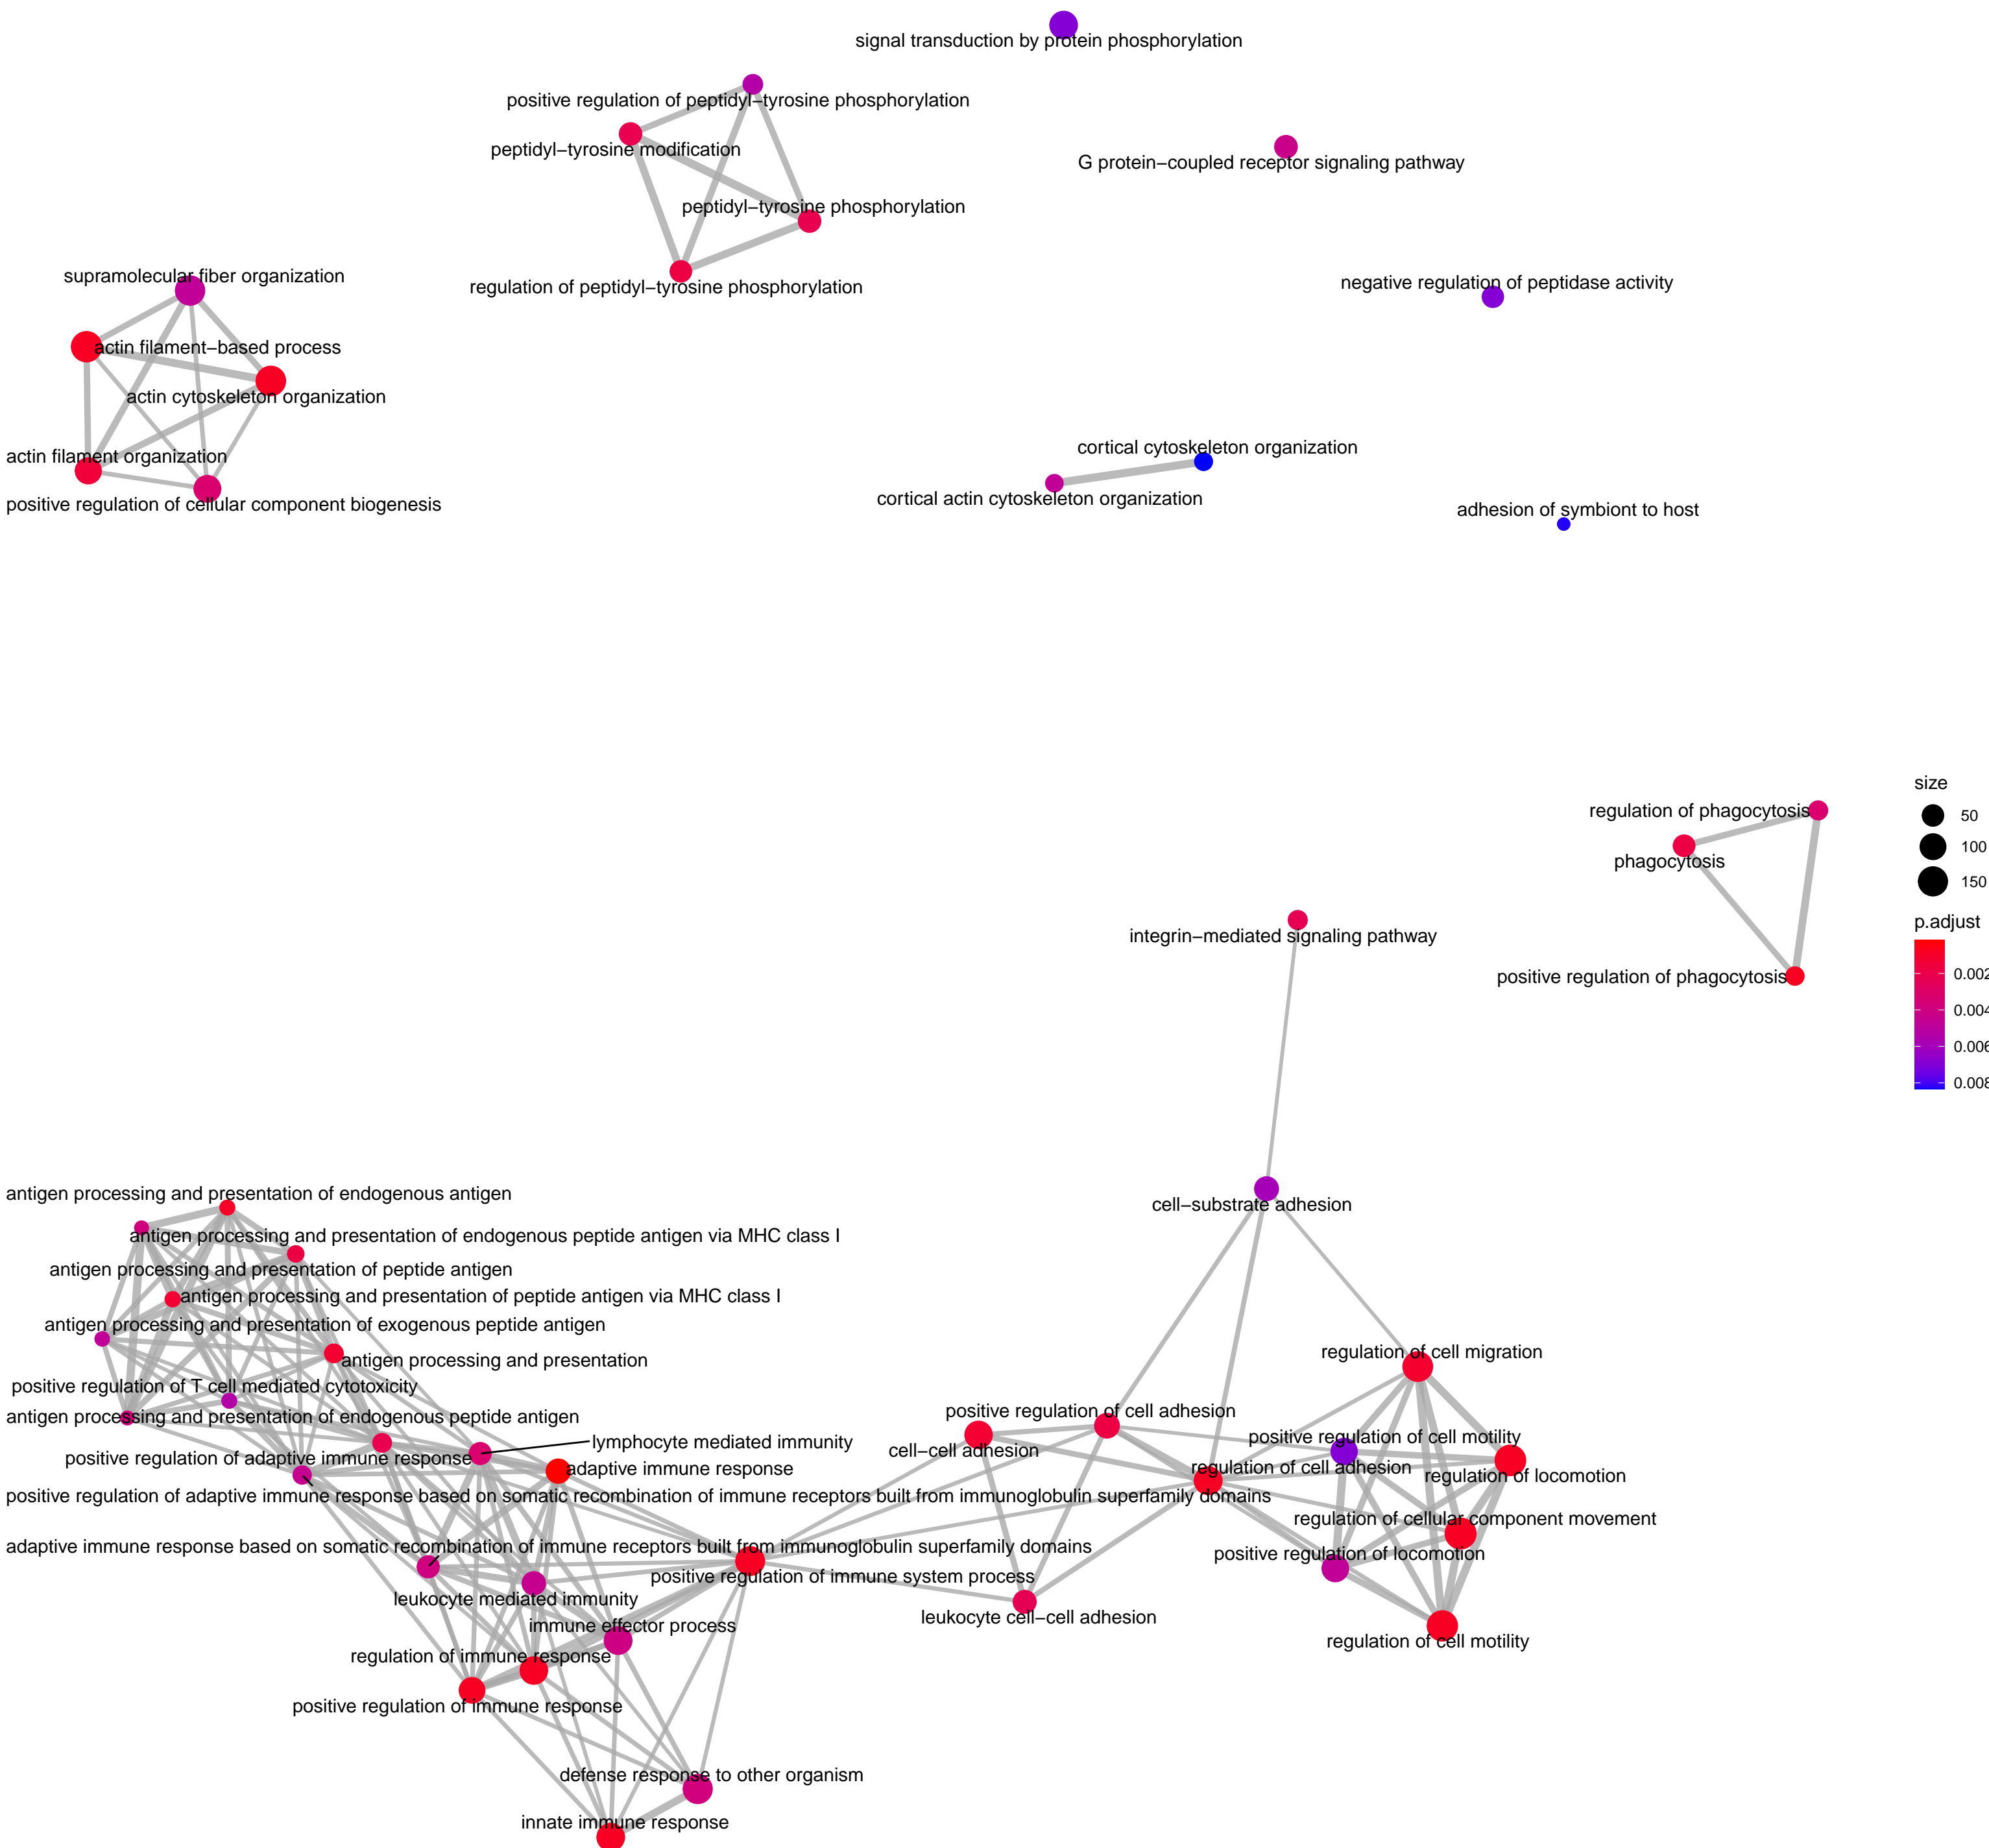 signal transduction by protein phosphorylation
positive regulation of peptidyl−tyrosine phosphorylation
peptidyl−tyrosine modification
G protein−coupled receptor signaling pathway
peptidyl−tyrosine phosphorylation
supramolecular fiber organization
regulation of peptidyl−tyrosine phosphorylation
negative regulation of peptidase activity
actin filament−based process
actin cytoskeleton organization
cortical cytoskeleton organization
actin filament organization
cortical actin cytoskeleton organization
positive regulation of cellular component biogenesis
adhesion of symbiont to host
size
50
100
150
regulation of phagocytosis
phagocytosis
p.adjust
0.002
0.004
0.006
0.008
integrin−mediated signaling pathway
positive regulation of phagocytosis
antigen processing and presentation of endogenous antigen
cell−substrate adhesion
antigen processing and presentation of endogenous peptide antigen via MHC class I
antigen processing and presentation of peptide antigen
antigen processing and presentation of peptide antigen via MHC class I
antigen processing and presentation of exogenous peptide antigen
regulation of cell migration
antigen processing and presentation
positive regulation of T cell mediated cytotoxicity
positive regulation of cell adhesion
antigen processing and presentation of endogenous peptide antigen
positive regulation of cell motility
lymphocyte mediated immunity
cell−cell adhesion
positive regulation of adaptive immune response
adaptive immune response
regulation of cell adhesion
regulation of locomotion
positive regulation of adaptive immune response based on somatic recombination of immune receptors built from immunoglobulin superfamily domains
regulation of cellular component movement
adaptive immune response based on somatic recombination of immune receptors built from immunoglobulin superfamily domains
positive regulation of locomotion
positive regulation of immune system process
leukocyte mediated immunity
leukocyte cell−cell adhesion
immune effector process
regulation of cell motility
regulation of immune response
positive regulation of immune response
defense response to other organism
innate immune response